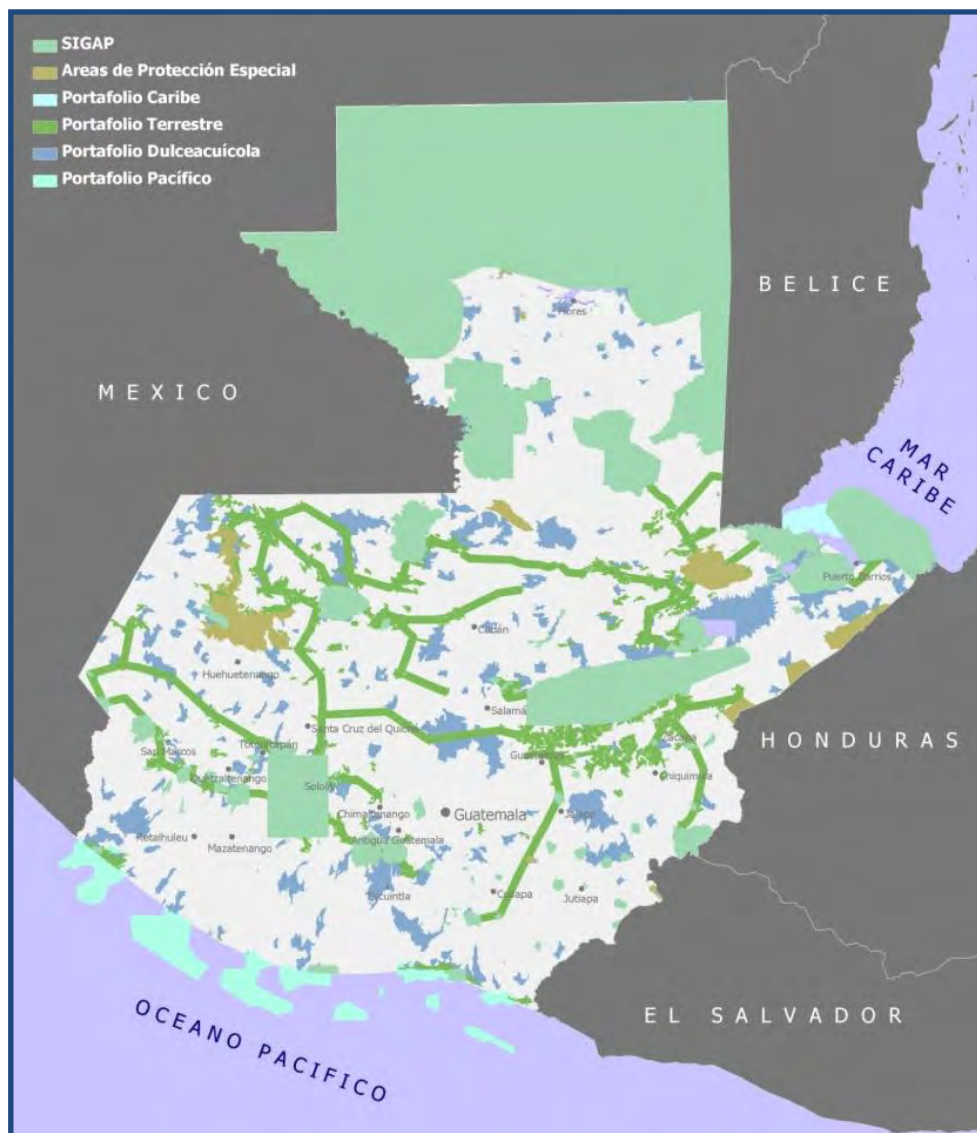 SIGAP
Areas de Protección Especial
Portafolio Caribe
Portafolio Terrestre
Portafolio Dulceacuícola
Portafolio Pacífico
BELICE
Flores
MEXICO
MAR
CARIBE
Puerto Barrios
Cobán
Huehuetenango
Salamá
Santa Cruz del Quiché
HONDURAS
San Marcos
Totonicapán
Zacapa
Quetzaltenango
Chiquimula
Sololá
Chimaltenango
Guatemala
Jalapa
Retalhuleu
Mazatenango
Antigua Guatemala
Escuintla
Cuilapa
Jutiapa
OCEANO PACIFICO
EL SALVADOR